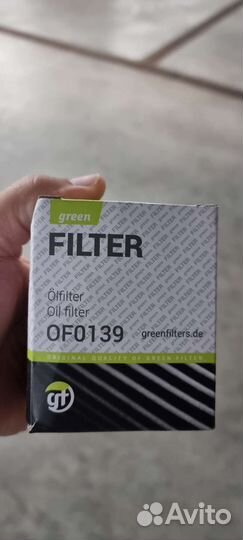 green
FILTER
Ölfilter
Oil filter
OF0139 greenfilters.de
ORIGINAL QUALITY OF GREEN FILTER
gf
Avito